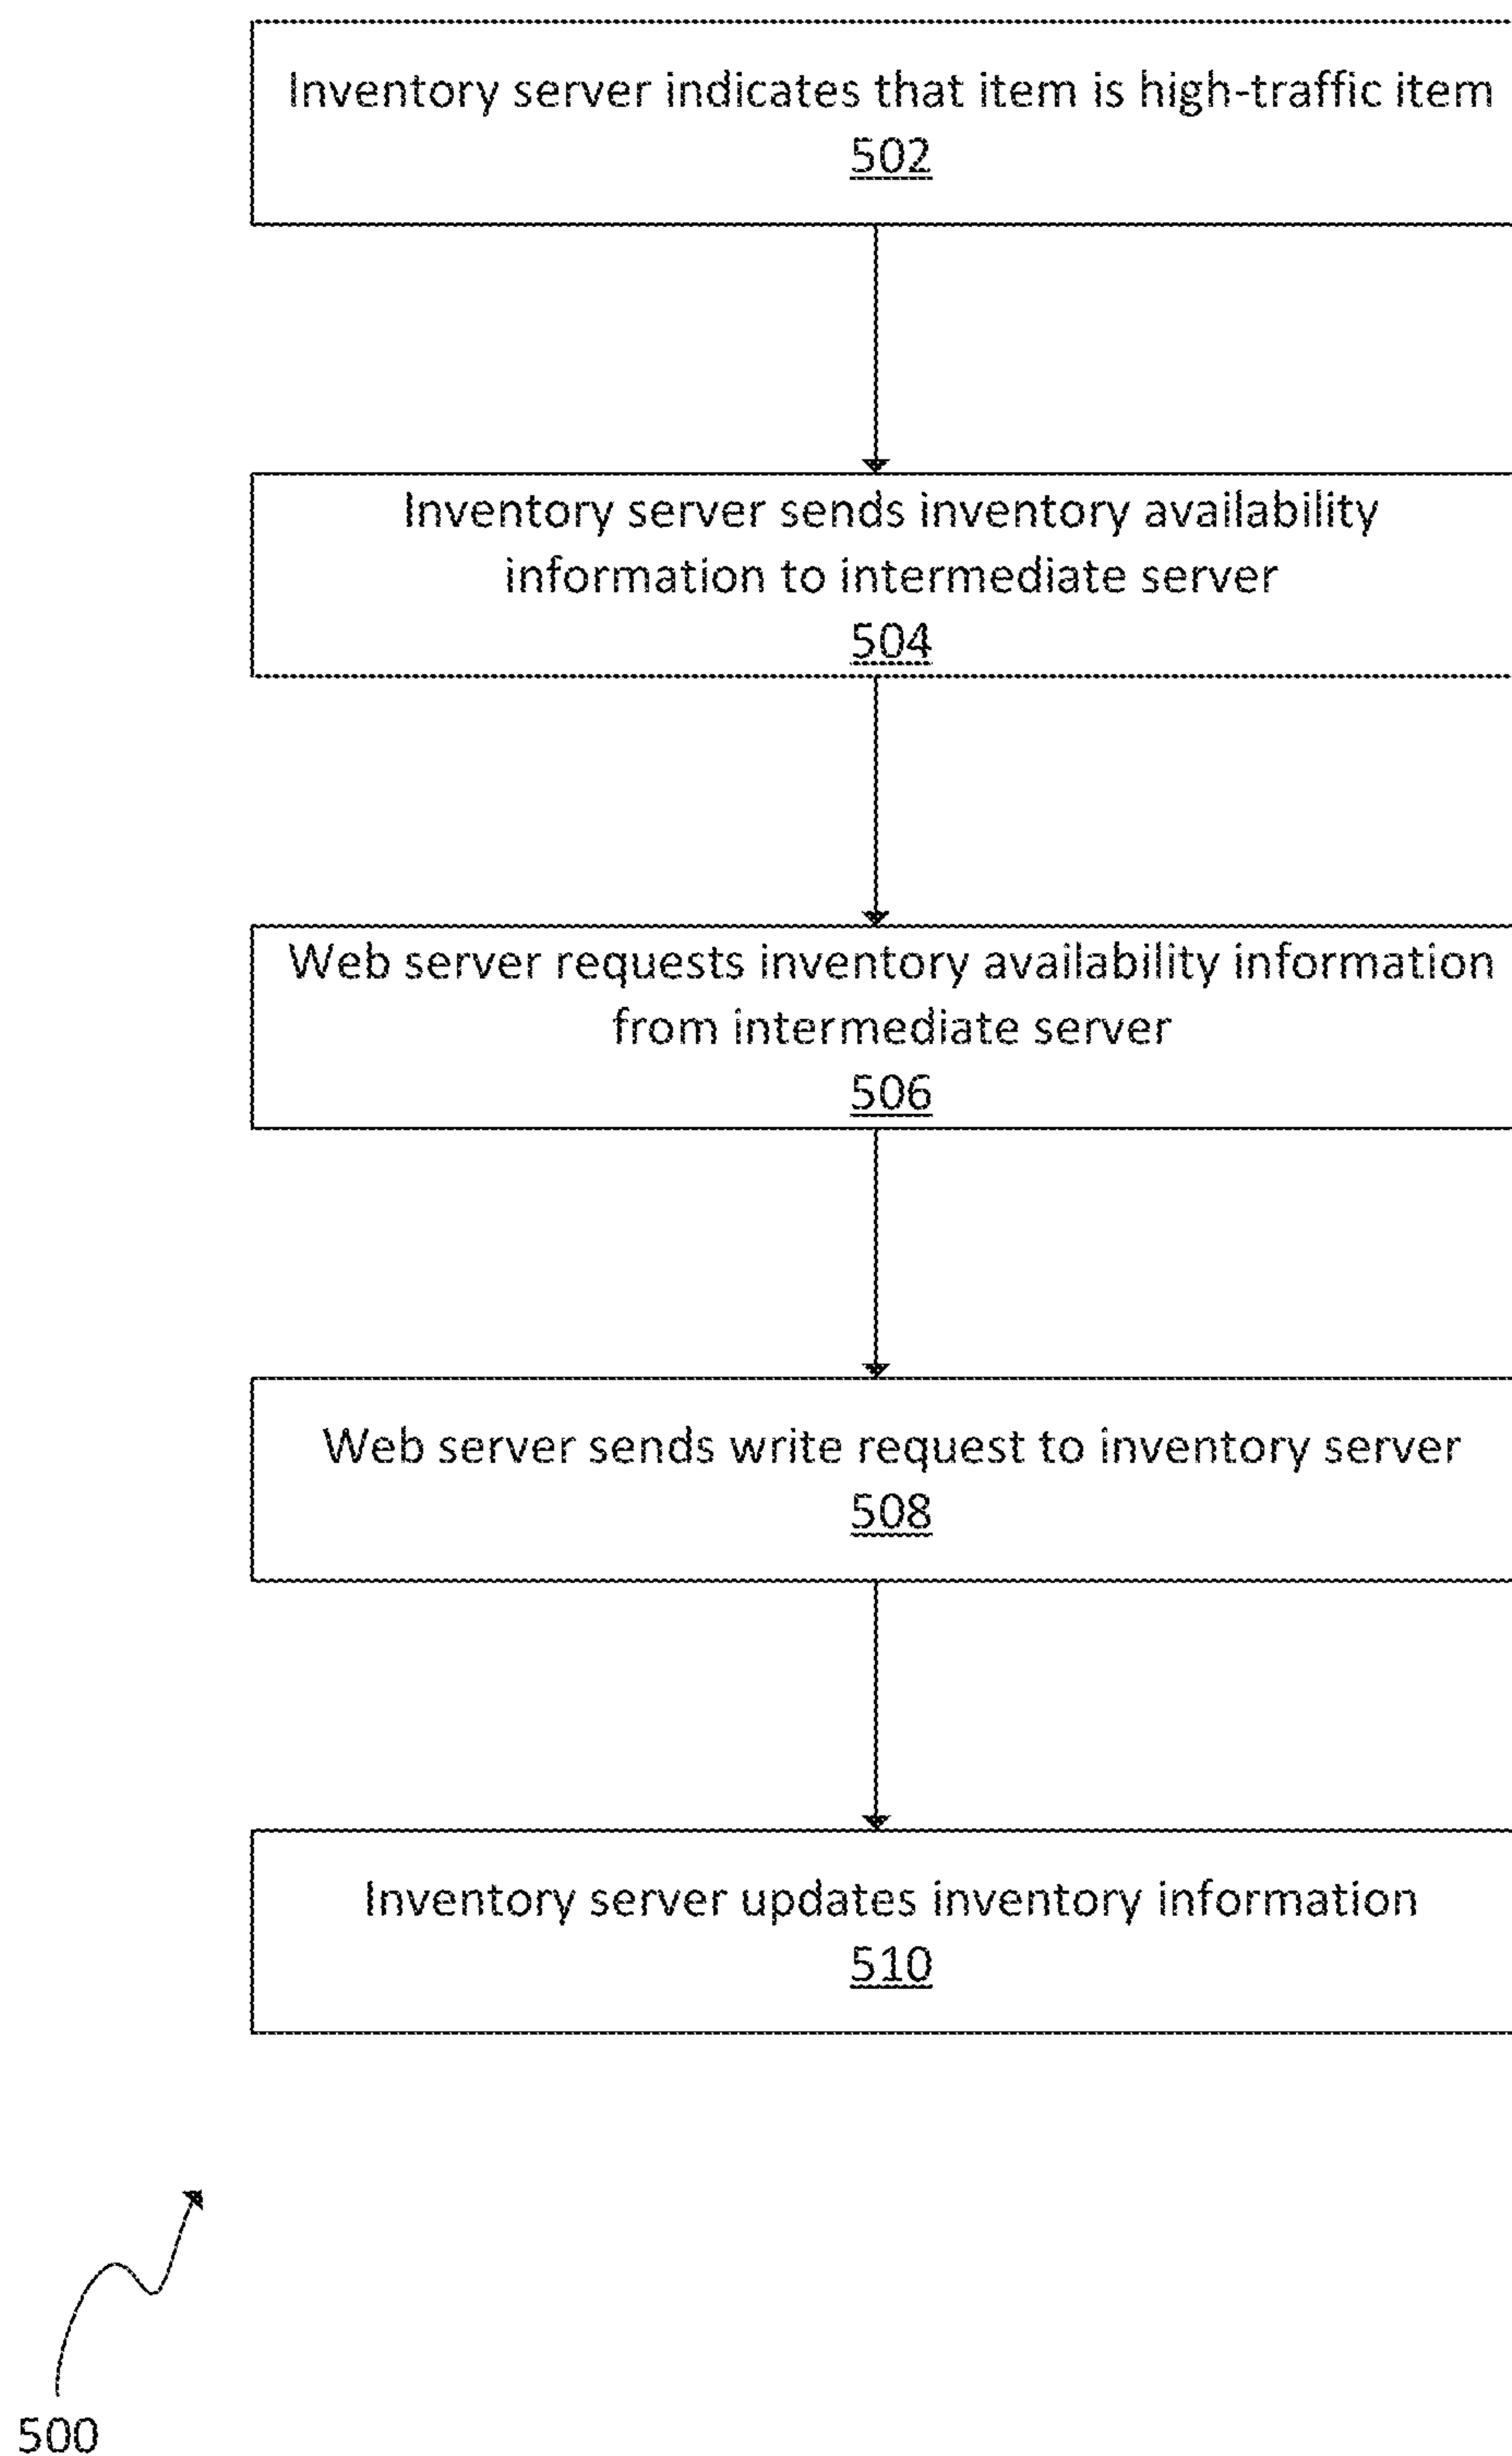 Inventory server indicates that item is high-traffic item
502
Inventory server sends inventory availability
information to intermediate server
504
Web server requests inventory availability information
from intermediate server
506
Web server sends write request to inventory server
508
Inventory server updates inventory information
510
500